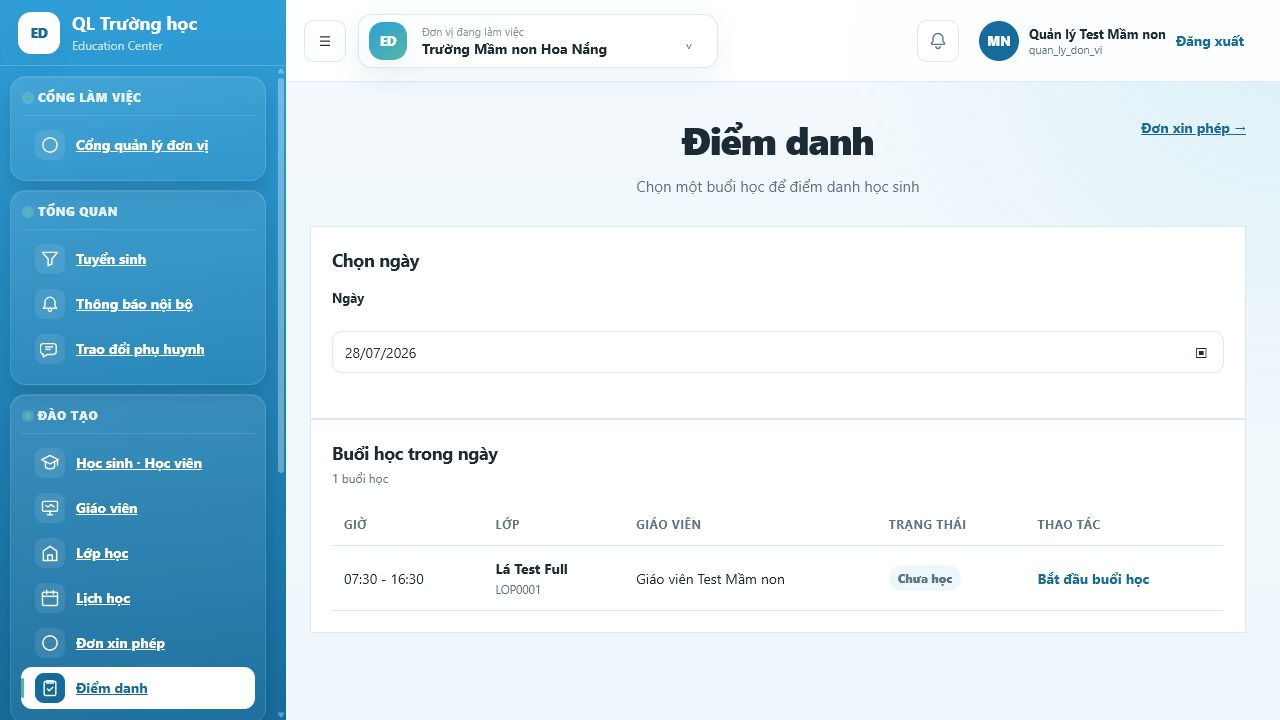 ED
QL Trường học
Education Center
CỔNG LÀM VIỆC
Cổng quản lý đơn vị
TỔNG QUAN
Tuyển sinh
Thông báo nội bộ
Trao đổi phụ huynh
ĐÀO TẠO
Học sinh · Học viên
Giáo viên
Lớp học
Lịch học
Đơn xin phép
Điểm danh
ED
Đơn vị đang làm việc
Trường Mầm non Hoa Nắng
MN
Quản lý Test Mầm non
quan_ly_don_vi
Đăng xuất
Điểm danh
Chọn một buổi học để điểm danh học sinh
Đơn xin phép →
Chọn ngày
Ngày
28/07/2026
Buổi học trong ngày
1 buổi học
GIỜ LỚP GIÁO VIÊN TRẠNG THÁI THAO TÁC
07:30 - 16:30 Lá Test Full Giáo viên Test Mầm non Chưa học Bắt đầu buổi học
LOP0001